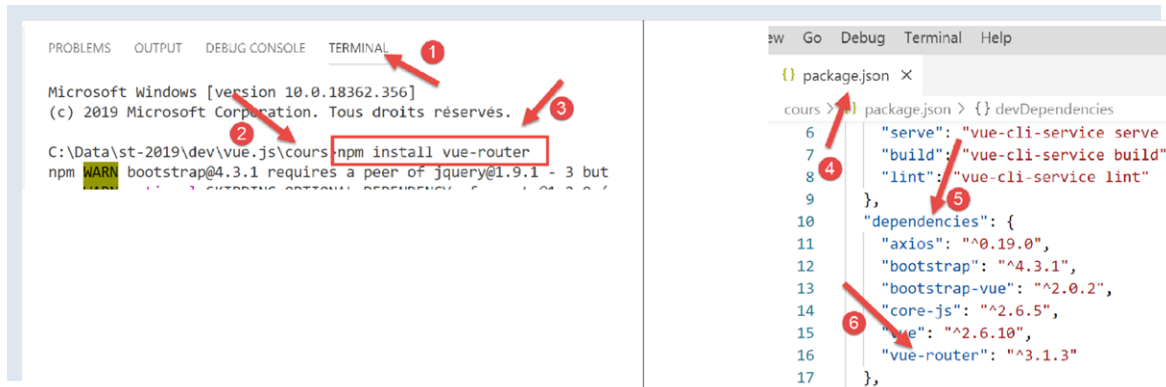 PROBLEMS OUTPUT DEBUG CONSOLE TERMINAL
1
Microsoft Windows [version 10.0.18362.356]
(c) 2019 Microsoft Corporation. Tous droits réservés.
3
2
C:\Data\st-2019\dev\vue.js\cours>npm install vue-router
npm WARN bootstrap@4.3.1 requires a peer of jquery@1.9.1 - 3 but
ew Go Debug Terminal Help
{} package.json ×
cours > {} package.json > {} devDependencies
4
6 "serve": "vue-cli-service serve
7 "build": "vue-cli-service build"
8 "lint": "vue-cli-service lint"
5
9 },
10 "dependencies": {
11 "axios": "^0.19.0",
12 "bootstrap": "^4.3.1",
13 "bootstrap-vue": "^2.0.2",
14 "core-js": "^2.6.5",
6
15 "vue": "^2.6.10",
16 "vue-router": "^3.1.3"
17 },